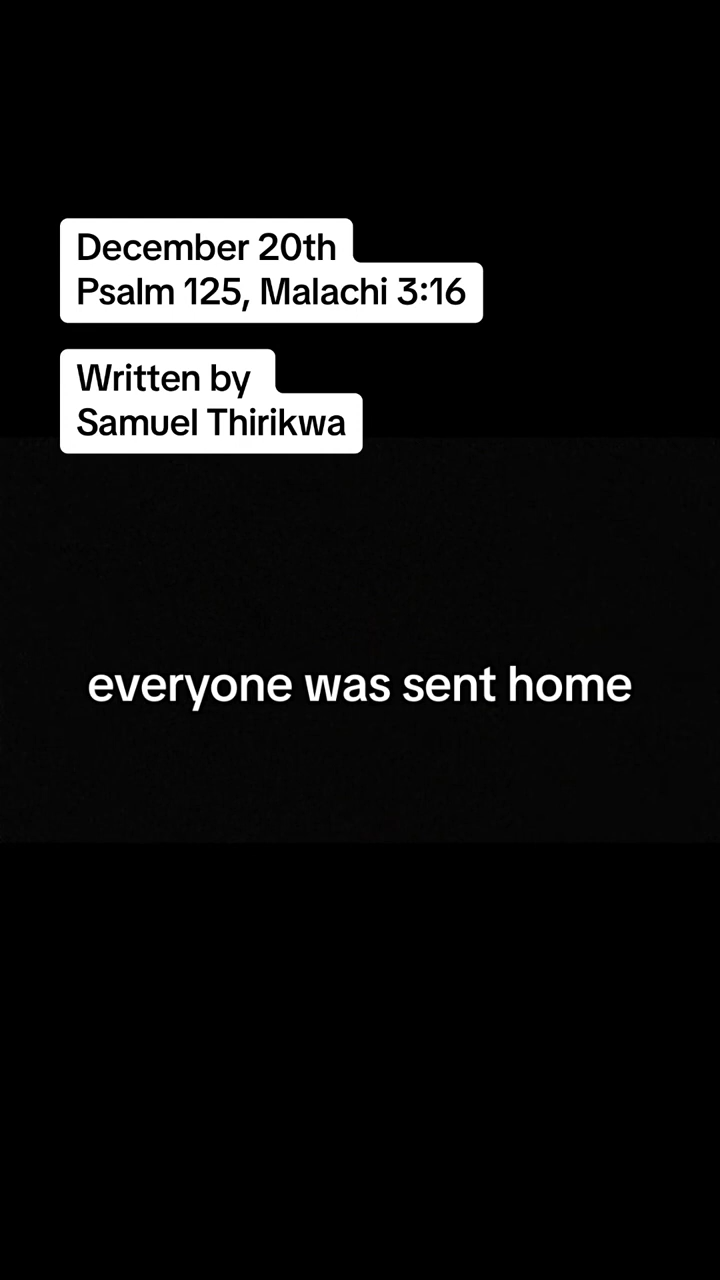 December 20th
Psalm 125, Malachi 3:16
Written by
Samuel Thirikwa
everyone was sent home